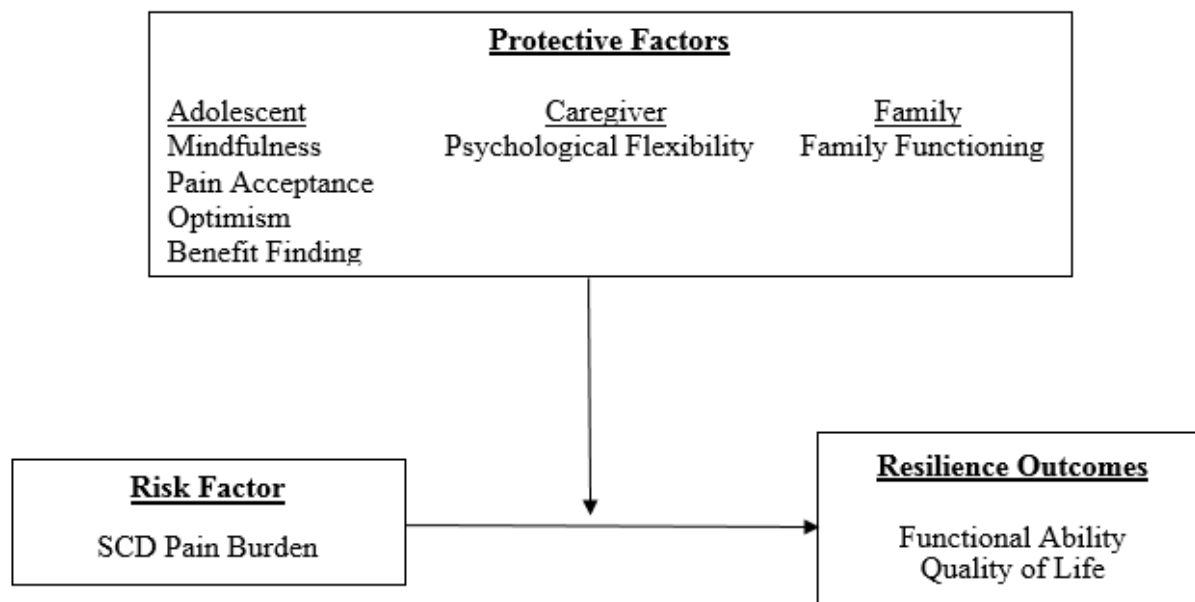 Protective Factors
Adolescent Caregiver Family
Mindfulness Psychological Flexibility Family Functioning
Pain Acceptance
Optimism
Benefit Finding
Risk Factor
SCD Pain Burden
Resilience Outcomes
Functional Ability
Quality of Life